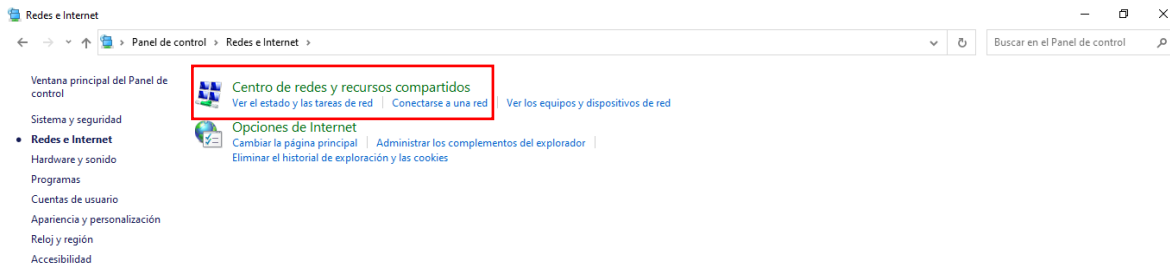 Redes e Internet
Panel de control > Redes e Internet >
Buscar en el Panel de control
Ventana principal del Panel de
control
Sistema y seguridad
Redes e Internet
Hardware y sonido
Programas
Cuentas de usuario
Apariencia y personalización
Reloj y región
Accesibilidad
Centro de redes y recursos compartidos
Ver el estado y las tareas de red | Conectarse a una red | Ver los equipos y dispositivos de red
Opciones de Internet
Cambiar la página principal | Administrar los complementos del explorador |
Eliminar el historial de exploración y las cookies